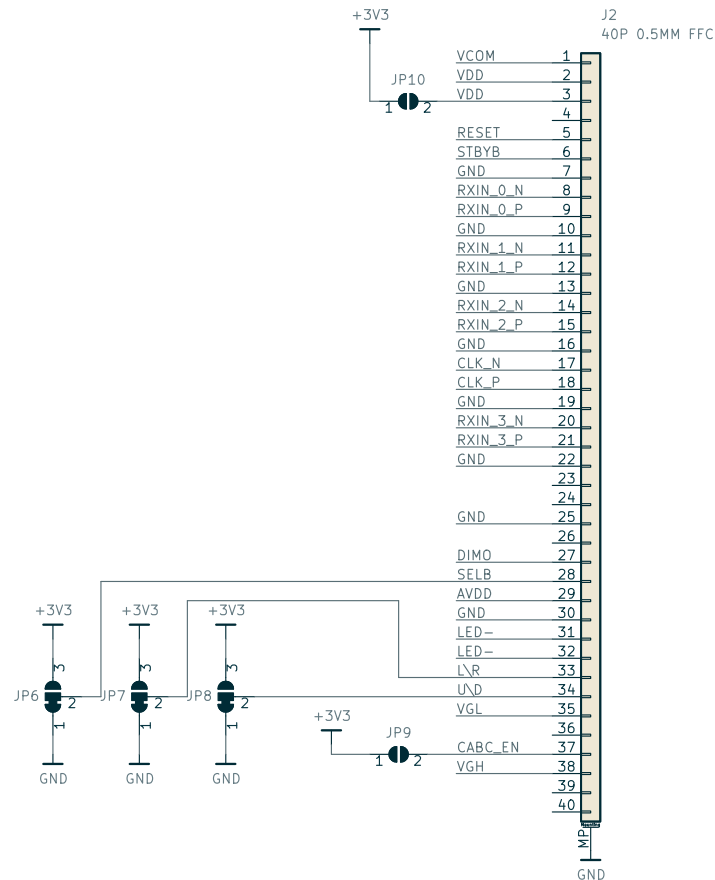 +3V3
J2
40P 0.5MM FFC
JP10
1 2
VCOM 1
VDD 2
VDD 3
4
RESET 5
STBYB 6
GND 7
RXIN_0_N 8
RXIN_0_P 9
GND 10
RXIN_1_N 11
RXIN_1_P 12
GND 13
RXIN_2_N 14
RXIN_2_P 15
GND 16
CLK_N 17
CLK_P 18
GND 19
RXIN_3_N 20
RXIN_3_P 21
GND 22
23
24
GND 25
26
DIMO 27
SELB 28
AVDD 29
GND 30
LED- 31
LED- 32
L\R 33
U\D 34
VGL 35
36
CABC_EN 37
VGH 38
39
40
MP
GND
+3V3 +3V3 +3V3
3 3 3
JP6 2 JP7 2 JP8 2
1 1 1
GND GND GND
+3V3
JP9
1 2